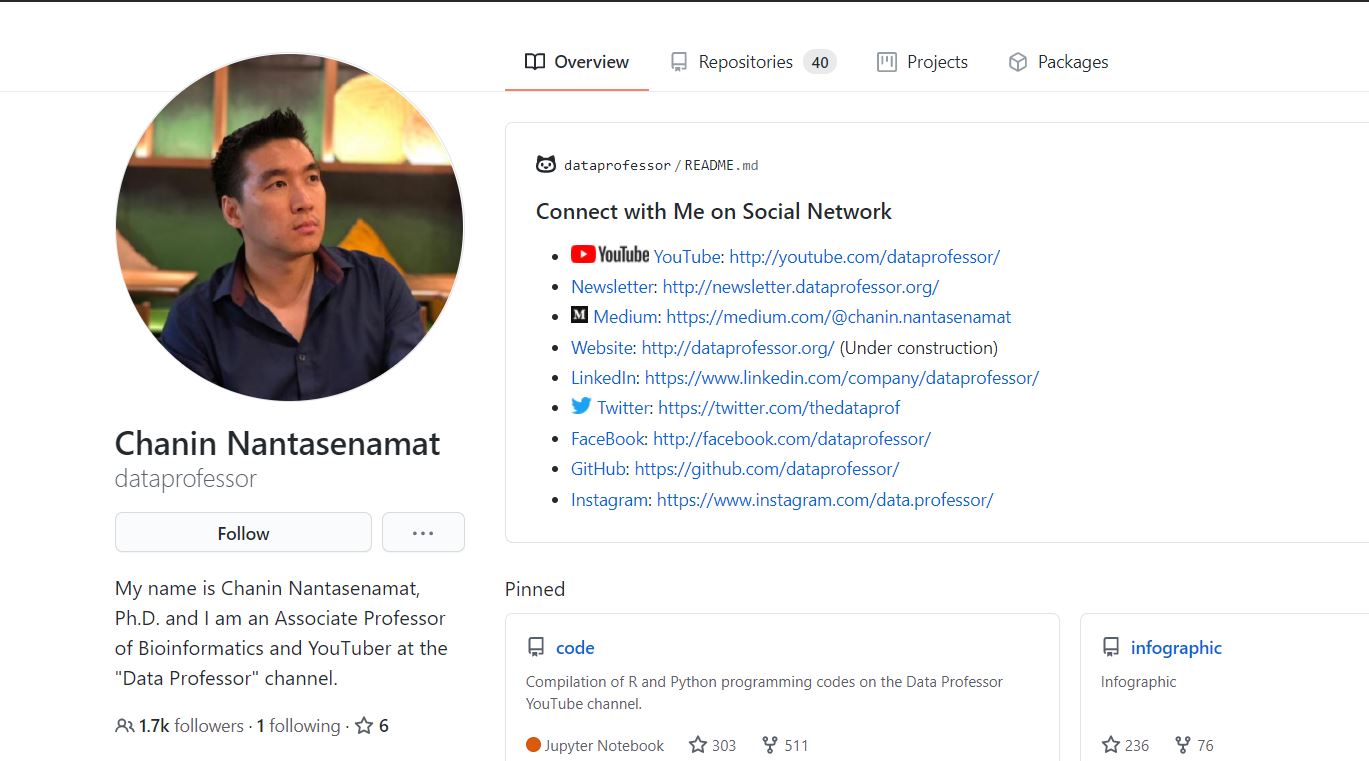 Overview Repositories 40 Projects Packages
dataprofessor/README.md
Connect with Me on Social Network
YouTube YouTube: http://youtube.com/dataprofessor/
Newsletter: http://newsletter.dataprofessor.org/
M Medium: https://medium.com/@chanin.nantasenamat
Website: http://dataprofessor.org/ (Under construction)
LinkedIn: https://www.linkedin.com/company/dataprofessor/
Twitter: https://twitter.com/thedataprof
FaceBook: http://facebook.com/dataprofessor/
GitHub: https://github.com/dataprofessor/
Instagram: https://www.instagram.com/data.professor/
Chanin Nantasenamat
dataprofessor
Follow ...
My name is Chanin Nantasenamat,
Ph.D. and I am an Associate Professor
of Bioinformatics and YouTuber at the
"Data Professor" channel.
1.7k followers · 1 following · 6
Pinned
code
Compilation of R and Python programming codes on the Data Professor
YouTube channel.
Jupyter Notebook 303 511
infographic
Infographic
236 76